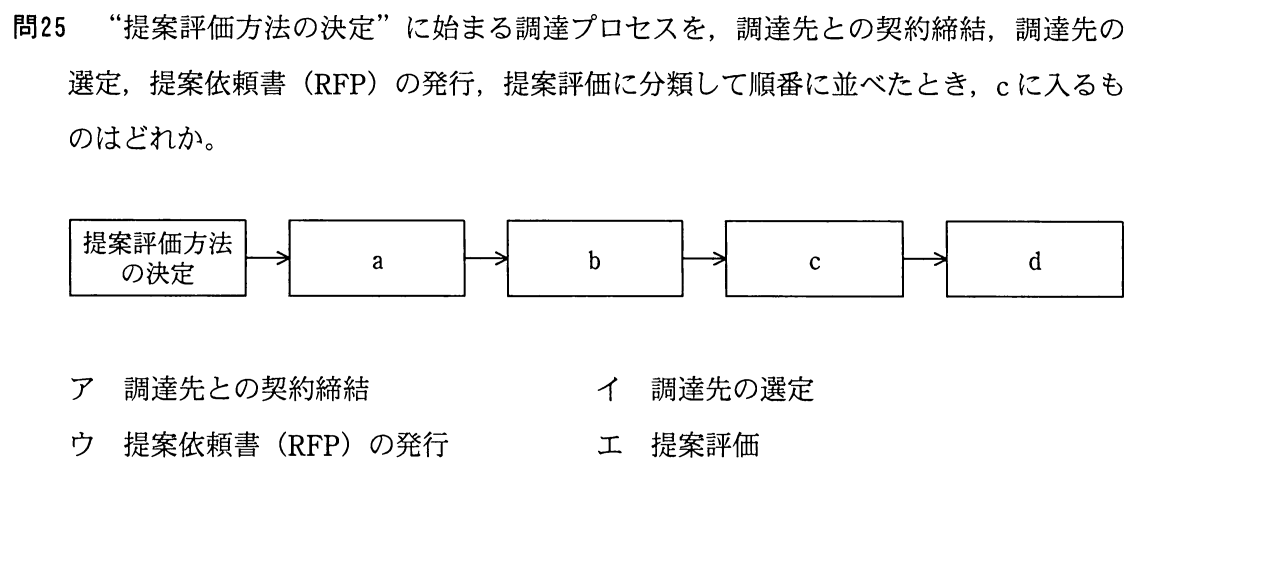 問25 “提案評価方法の決定”に始まる調達プロセスを，調達先との契約締結，調達先の
選定，提案依頼書（RFP）の発行，提案評価に分類して順番に並べたとき，cに入るも
のはどれか。
提案評価方法
の決定
a
b
c
d
ア 調達先との契約締結
イ 調達先の選定
ウ 提案依頼書（RFP）の発行
エ 提案評価